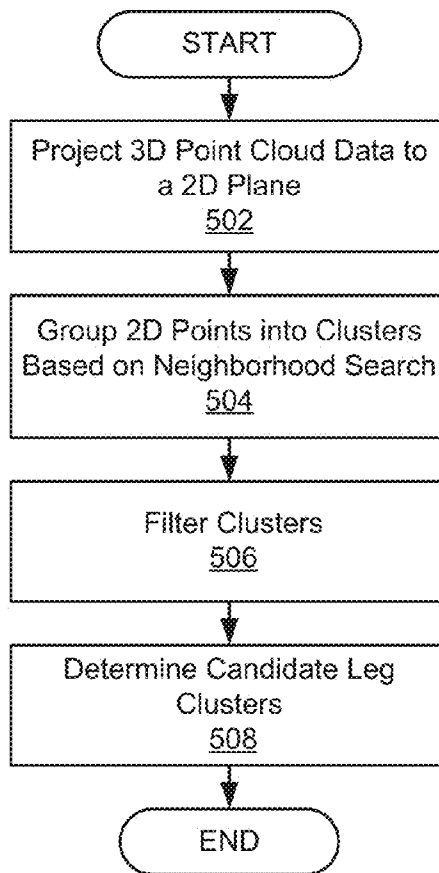 START
Project 3D Point Cloud Data to
a 2D Plane
502
Group 2D Points into Clusters
Based on Neighborhood Search
504
Filter Clusters
506
Determine Candidate Leg
Clusters
508
END